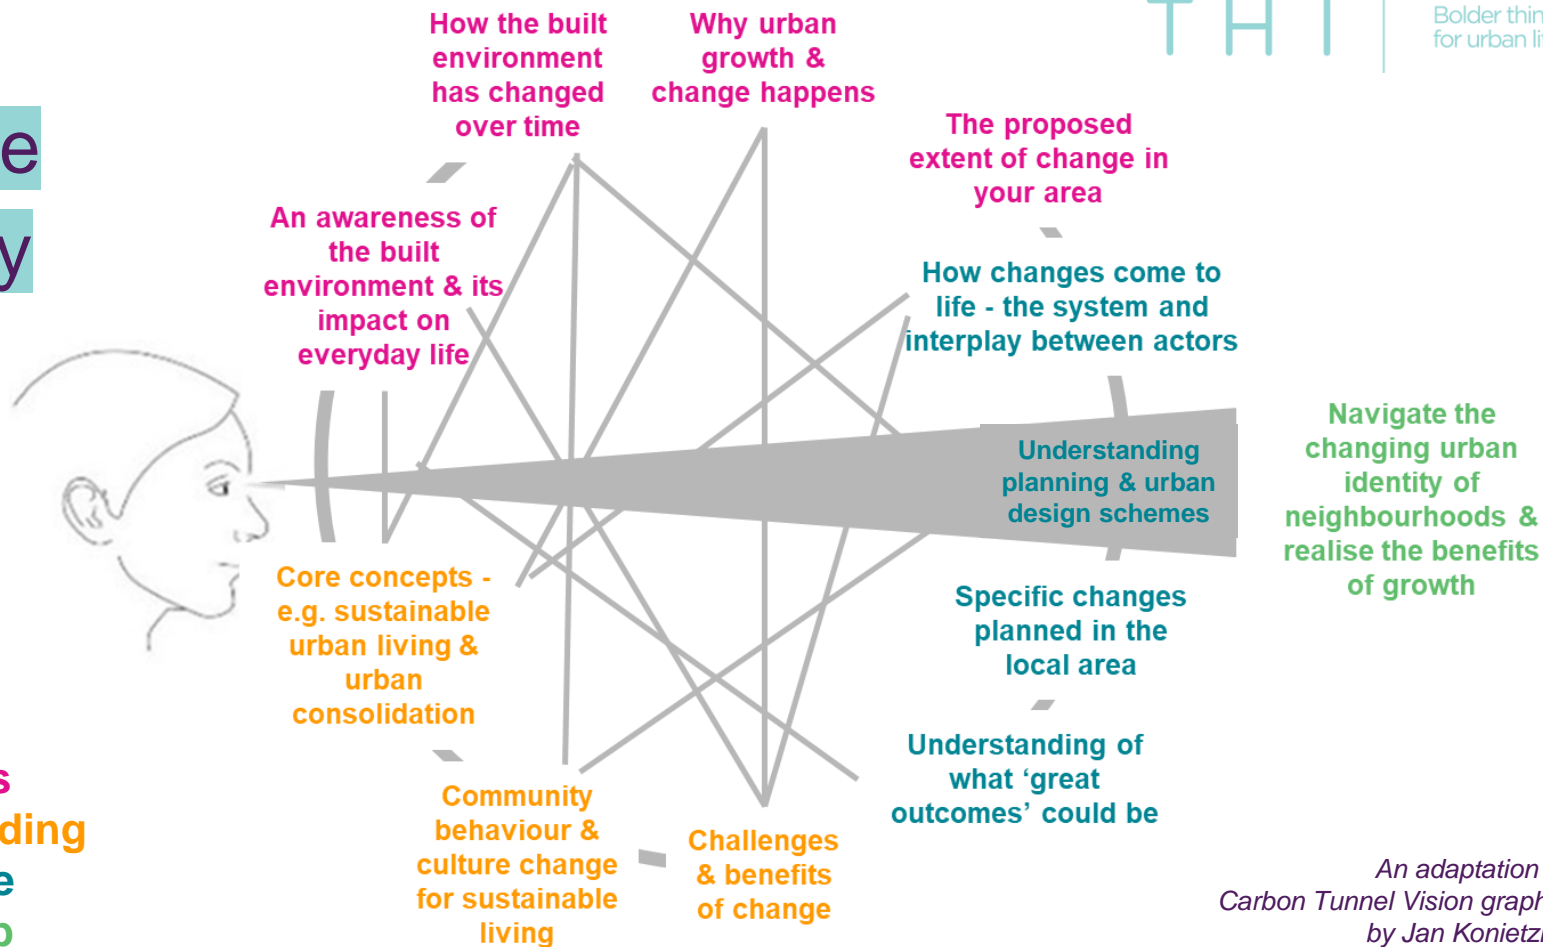 T H I
Bolder thin
for urban li
e
y
How the built
environment
has changed
over time
Why urban
growth &
change happens
The proposed
extent of change in
your area
An awareness of
the built
environment & its
impact on
everyday life
How changes come to
life - the system and
interplay between actors
Understanding
planning & urban
design schemes
Navigate the
changing urban
identity of
neighbourhoods &
realise the benefits
of growth
Core concepts -
e.g. sustainable
urban living &
urban
consolidation
Specific changes
planned in the
local area
Understanding of
what ‘great
outcomes’ could be
Community
behaviour &
culture change
for sustainable
living
Challenges
& benefits
of change
s
ding
e
p
An adaptation
Carbon Tunnel Vision graph
by Jan Konietz